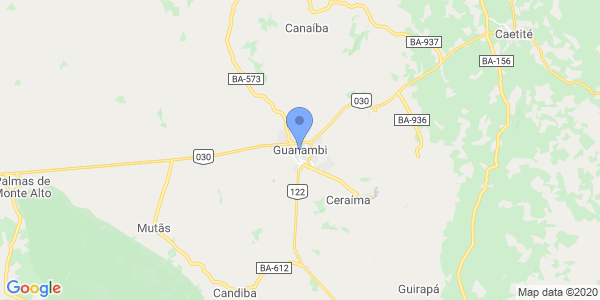 Canaíba
Caetité
BA-937
BA-156
BA-573
030
BA-936
Guanambi
030
Palmas de
Monte Alto
122
Ceraíma
Mutãs
BA-612
Candiba
Guirapá
Google
Map data ©2020